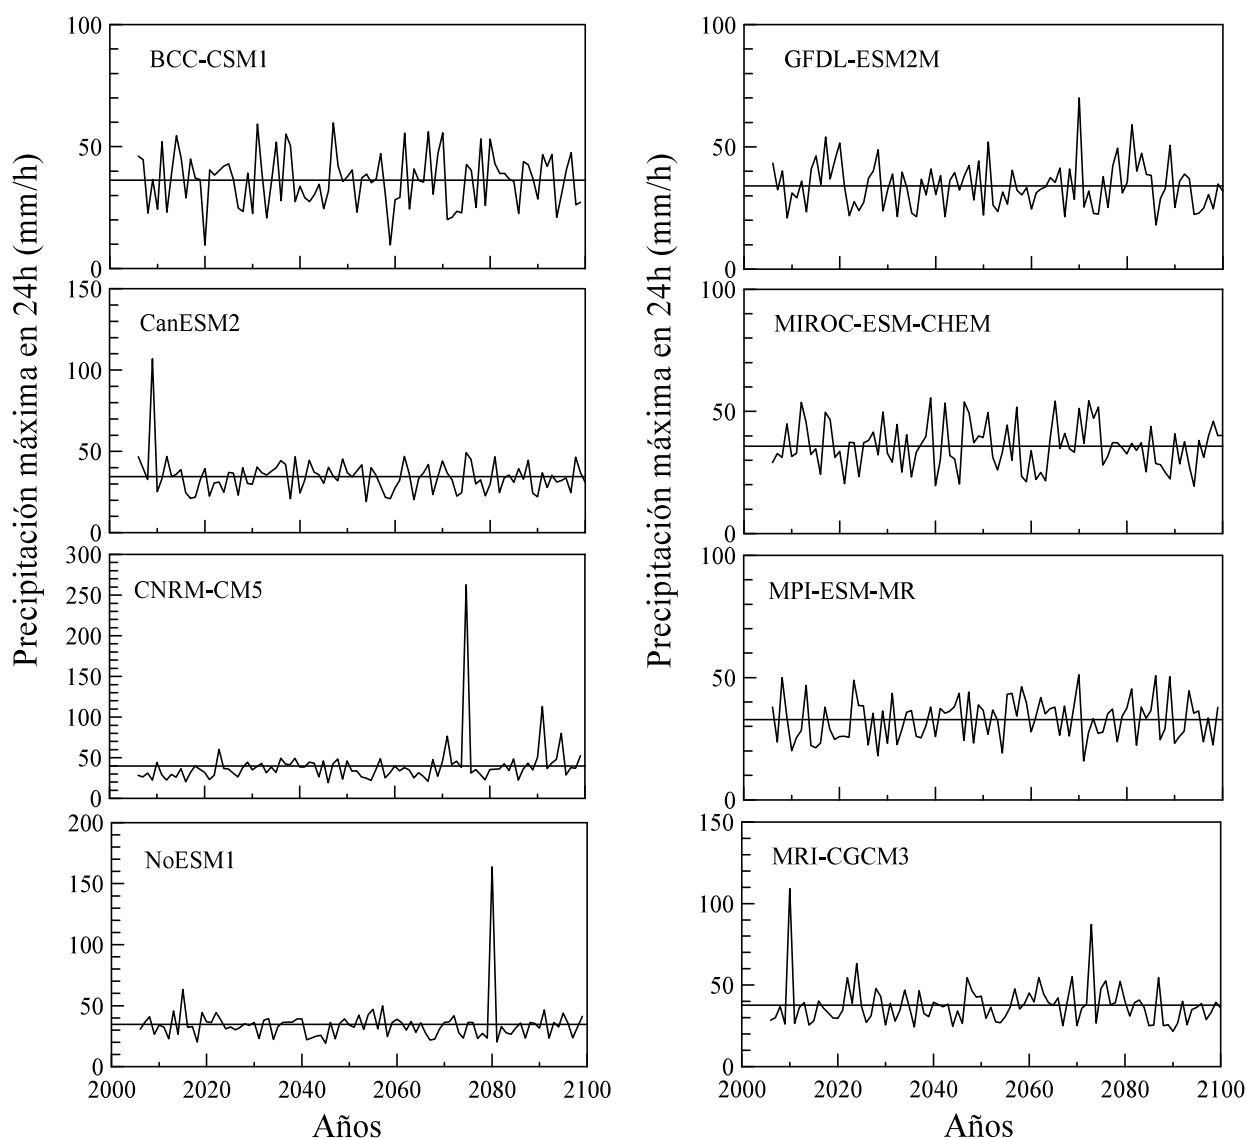 Precipitación máxima en 24h (mm/h)
100
50
0
BCC-CSM1
150
100
50
0
CanESM2
300
250
200
150
100
50
0
CNRM-CM5
200
150
100
50
0
NoESM1
2000 2020 2040 2060 2080 2100
Años
Precipitación máxima en 24h (mm/h)
100
50
0
GFDL-ESM2M
100
50
0
MIROC-ESM-CHEM
100
50
0
MPI-ESM-MR
150
100
50
0
MRI-CGCM3
2000 2020 2040 2060 2080 2100
Años